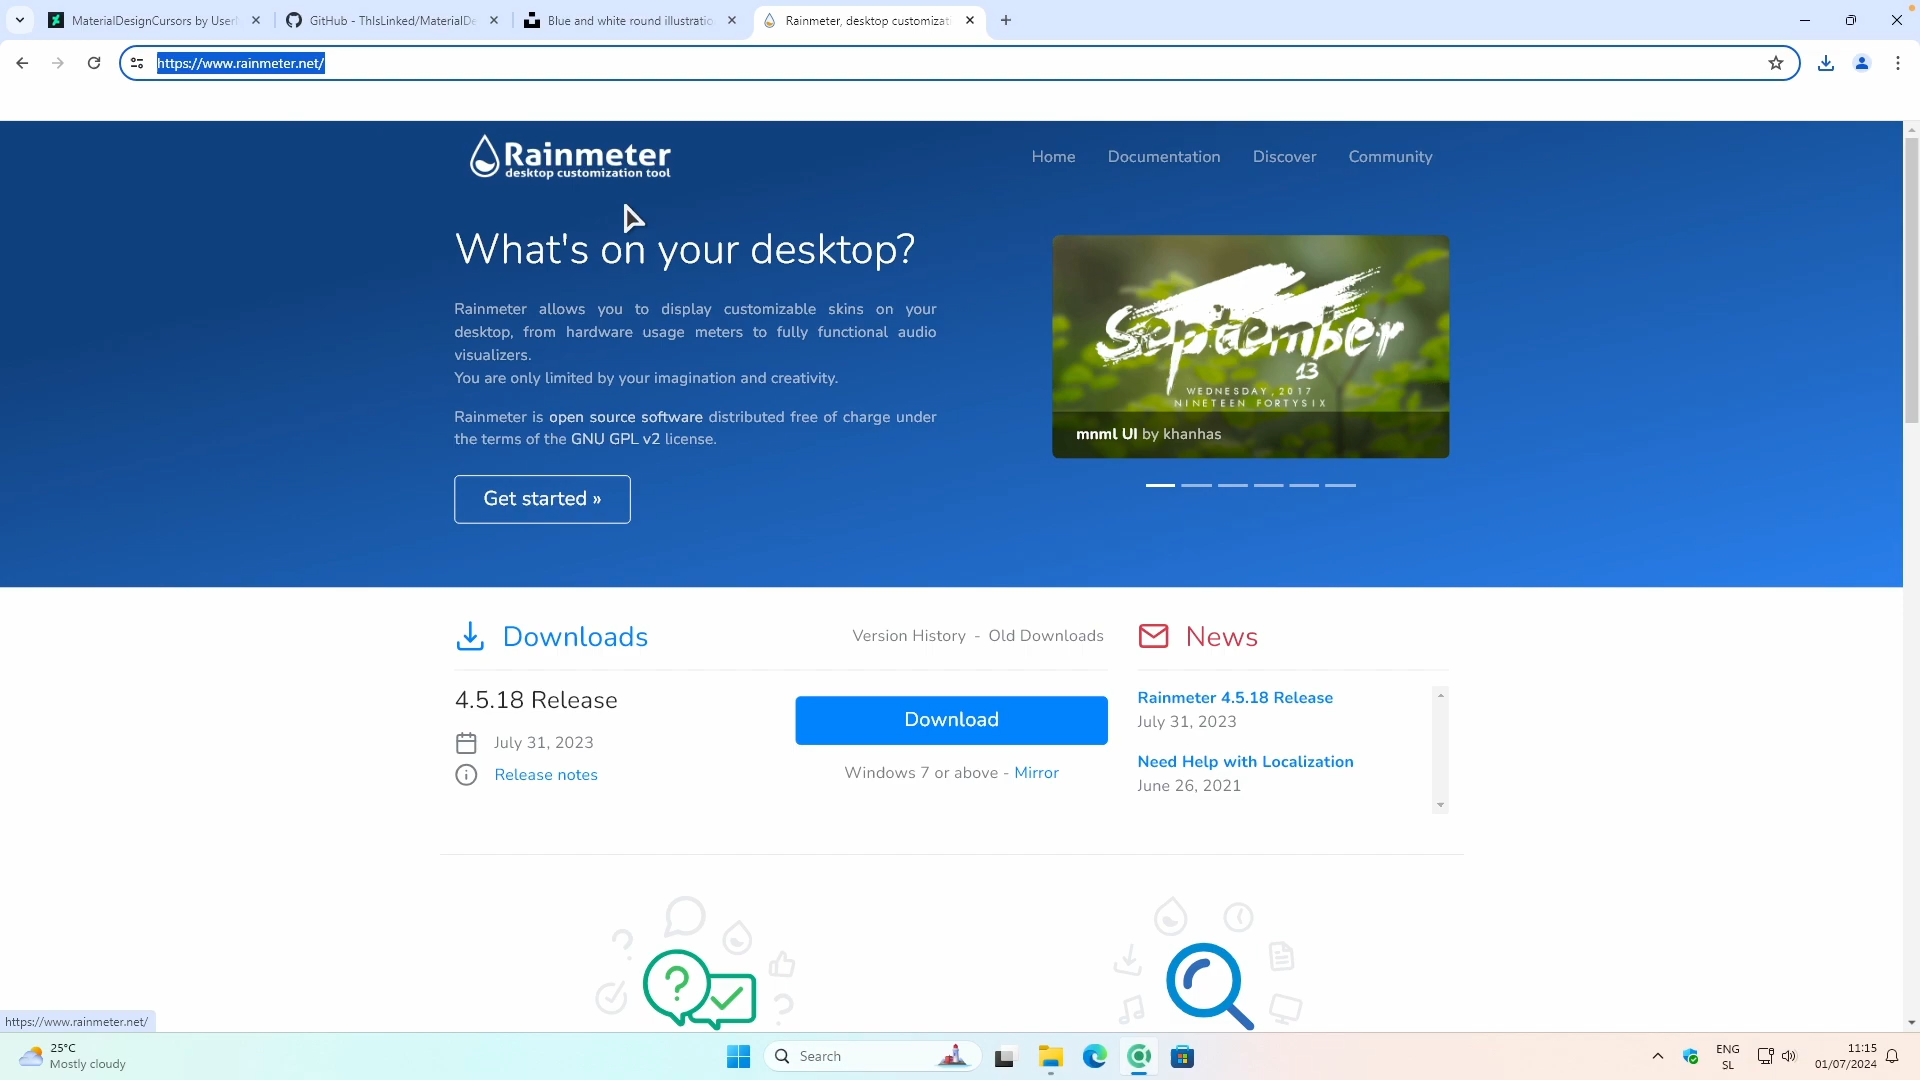 MaterialDesignCursors by User
GitHub - ThIsLinked/MaterialDe
Blue and white round illustratio
Rainmeter, desktop customizat
https://www.rainmeter.net/
Rainmeter
desktop customization tool
Home
Documentation
Discover
Community
What's on your desktop?
Rainmeter allows you to display customizable skins on your
desktop, from hardware usage meters to fully functional audio
visualizers.
You are only limited by your imagination and creativity.
Rainmeter is open source software distributed free of charge under
the terms of the GNU GPL v2 license.
Get started »
September
13
WEDNESDAY, 2017
NINETEEN FORTYSIX
mnml UI by khanhas
Downloads
Version History - Old Downloads
News
4.5.18 Release
July 31, 2023
Release notes
Download
Windows 7 or above - Mirror
Rainmeter 4.5.18 Release
July 31, 2023
Need Help with Localization
June 26, 2021
https://www.rainmeter.net/
25°C
Mostly cloudy
Search
ENG
SL
11:15
01/07/2024